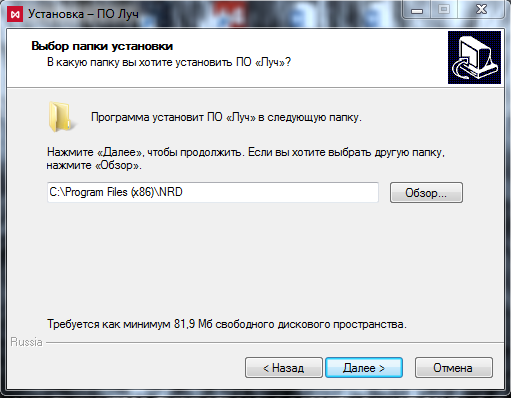 Установка – ПО Луч
Выбор папки установки
В какую папку вы хотите установить ПО «Луч»?
Программа установит ПО «Луч» в следующую папку.
Нажмите «Далее», чтобы продолжить. Если вы хотите выбрать другую папку,
нажмите «Обзор».
C:\Program Files (x86)\NRD
Обзор...
Требуется как минимум 81,9 Мб свободного дискового пространства.
Russia
< Назад
Далее >
Отмена